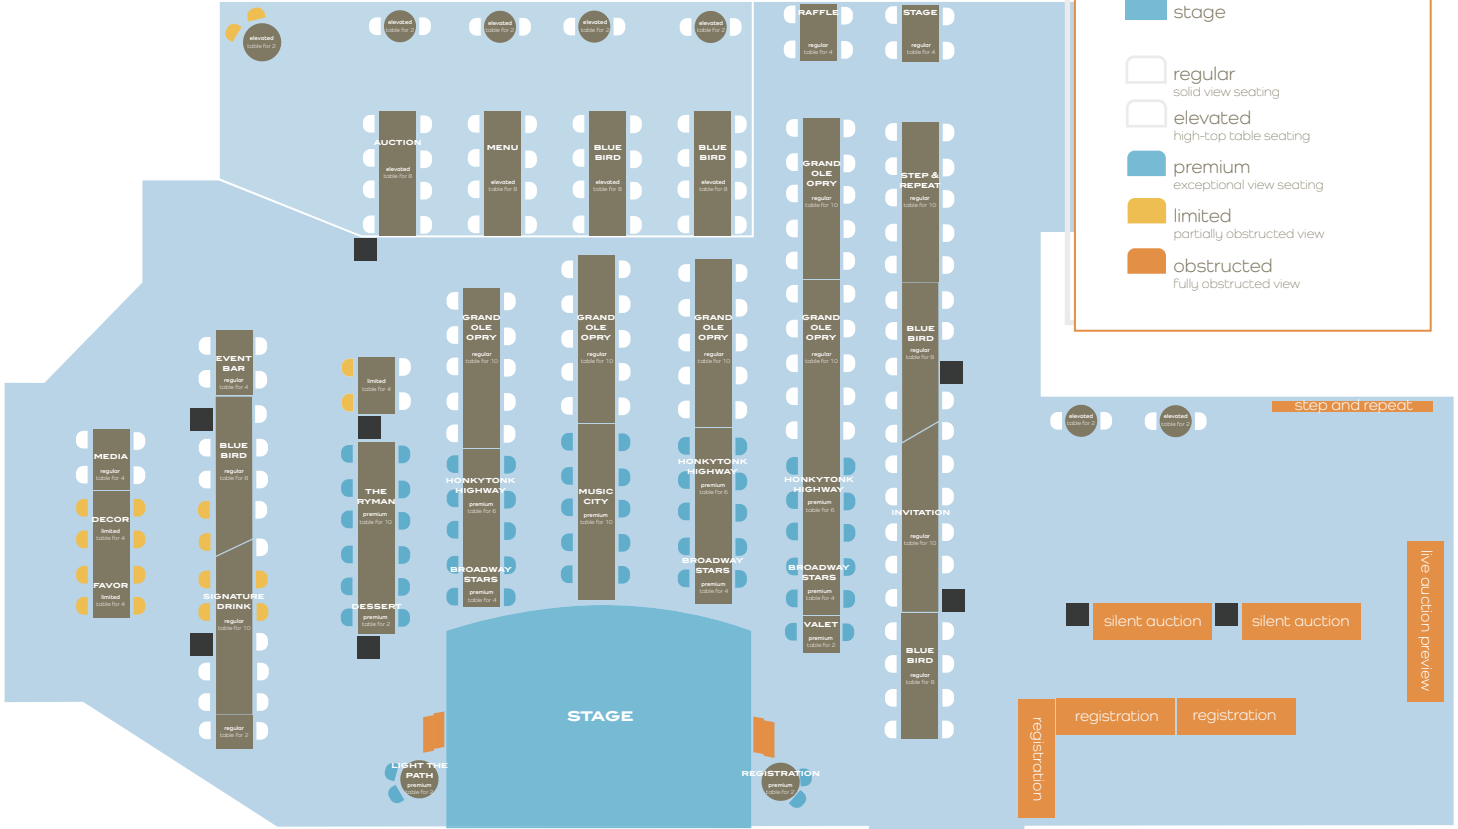 stage
regular
solid view seating
elevated
high-top table seating
premium
exceptional view seating
limited
partially obstructed view
obstructed
fully obstructed view
elevated
table for 2
elevated
table for 2
elevated
table for 2
elevated
table for 2
elevated
table for 2
RAFFLE
regular
table for 4
STAGE
regular
table for 4
AUCTION
elevated
table for 8
MENU
elevated
table for 8
BLUE
BIRD
elevated
table for 8
BLUE
BIRD
elevated
table for 8
GRAND
OLE
OPRY
regular
table for 10
STEP &
REPEAT
regular
table for 10
GRAND
OLE
OPRY
regular
table for 10
GRAND
OLE
OPRY
regular
table for 10
GRAND
OLE
OPRY
regular
table for 10
GRAND
OLE
OPRY
regular
table for 10
BLUE
BIRD
regular
table for 8
EVENT
BAR
regular
table for 4
limited
table for 4
elevated
table for 2
elevated
table for 2
step and repeat
MEDIA
regular
table for 4
BLUE
BIRD
regular
table for 8
THE
RYMAN
premium
table for 10
HONKYTONK
HIGHWAY
premium
table for 6
MUSIC
CITY
premium
table for 10
HONKYTONK
HIGHWAY
premium
table for 6
HONKYTONK
HIGHWAY
premium
table for 6
INVITATION
regular
table for 10
DECOR
limited
table for 4
FAVOR
limited
table for 4
SIGNATURE
DRINK
regular
table for 10
DESSERT
premium
table for 2
BROADWAY
STARS
premium
table for 4
BROADWAY
STARS
premium
table for 4
BROADWAY
STARS
premium
table for 4
VALET
premium
table for 2
BLUE
BIRD
regular
table for 8
silent auction
silent auction
live auction preview
regular
table for 2
STAGE
registration
registration
registration
LIGHT THE
PATH
premium
table for 2
REGISTRATION
premium
table for 2